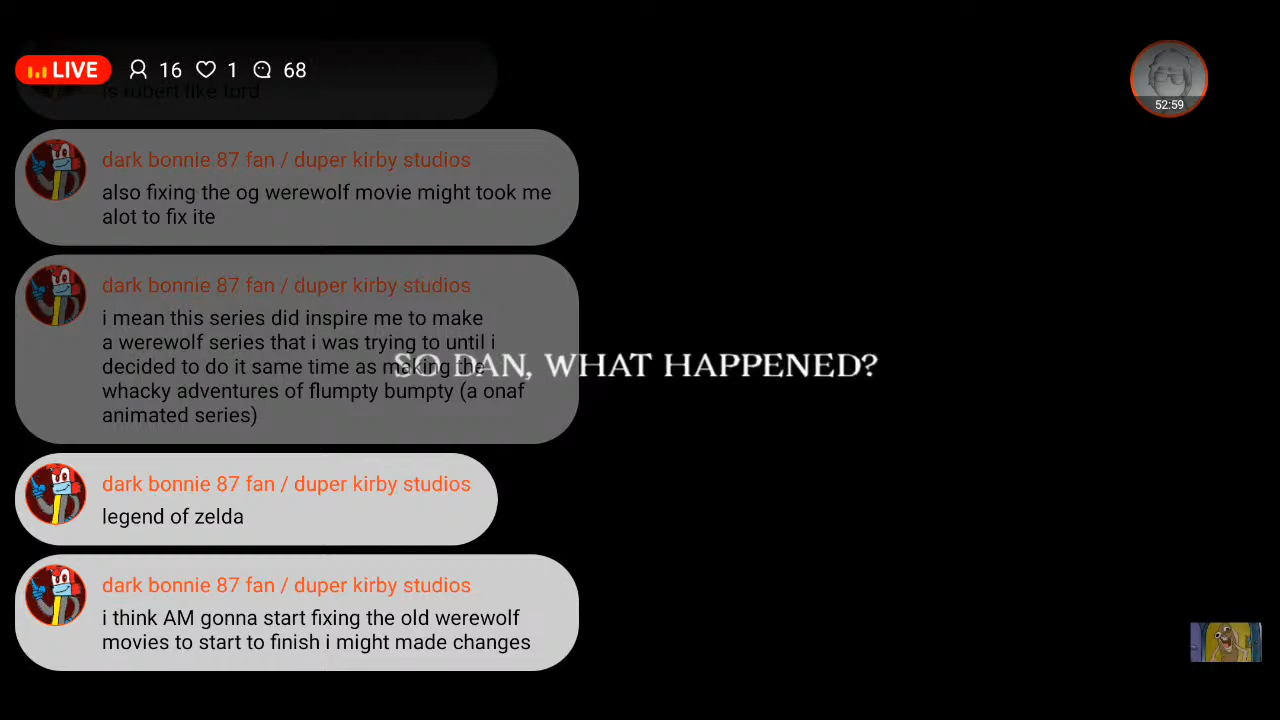 LIVE 16 1 68
is rubert like tord
52:59
dark bonnie 87 fan / duper kirby studios
also fixing the og werewolf movie might took me
alot to fix ite
dark bonnie 87 fan / duper kirby studios
i mean this series did inspire me to make
a werewolf series that i was trying to until i
decided to do it same time as making the
whacky adventures of flumpty bumpty (a onaf
animated series)
SO DAN, WHAT HAPPENED?
dark bonnie 87 fan / duper kirby studios
legend of zelda
dark bonnie 87 fan / duper kirby studios
i think AM gonna start fixing the old werewolf
movies to start to finish i might made changes